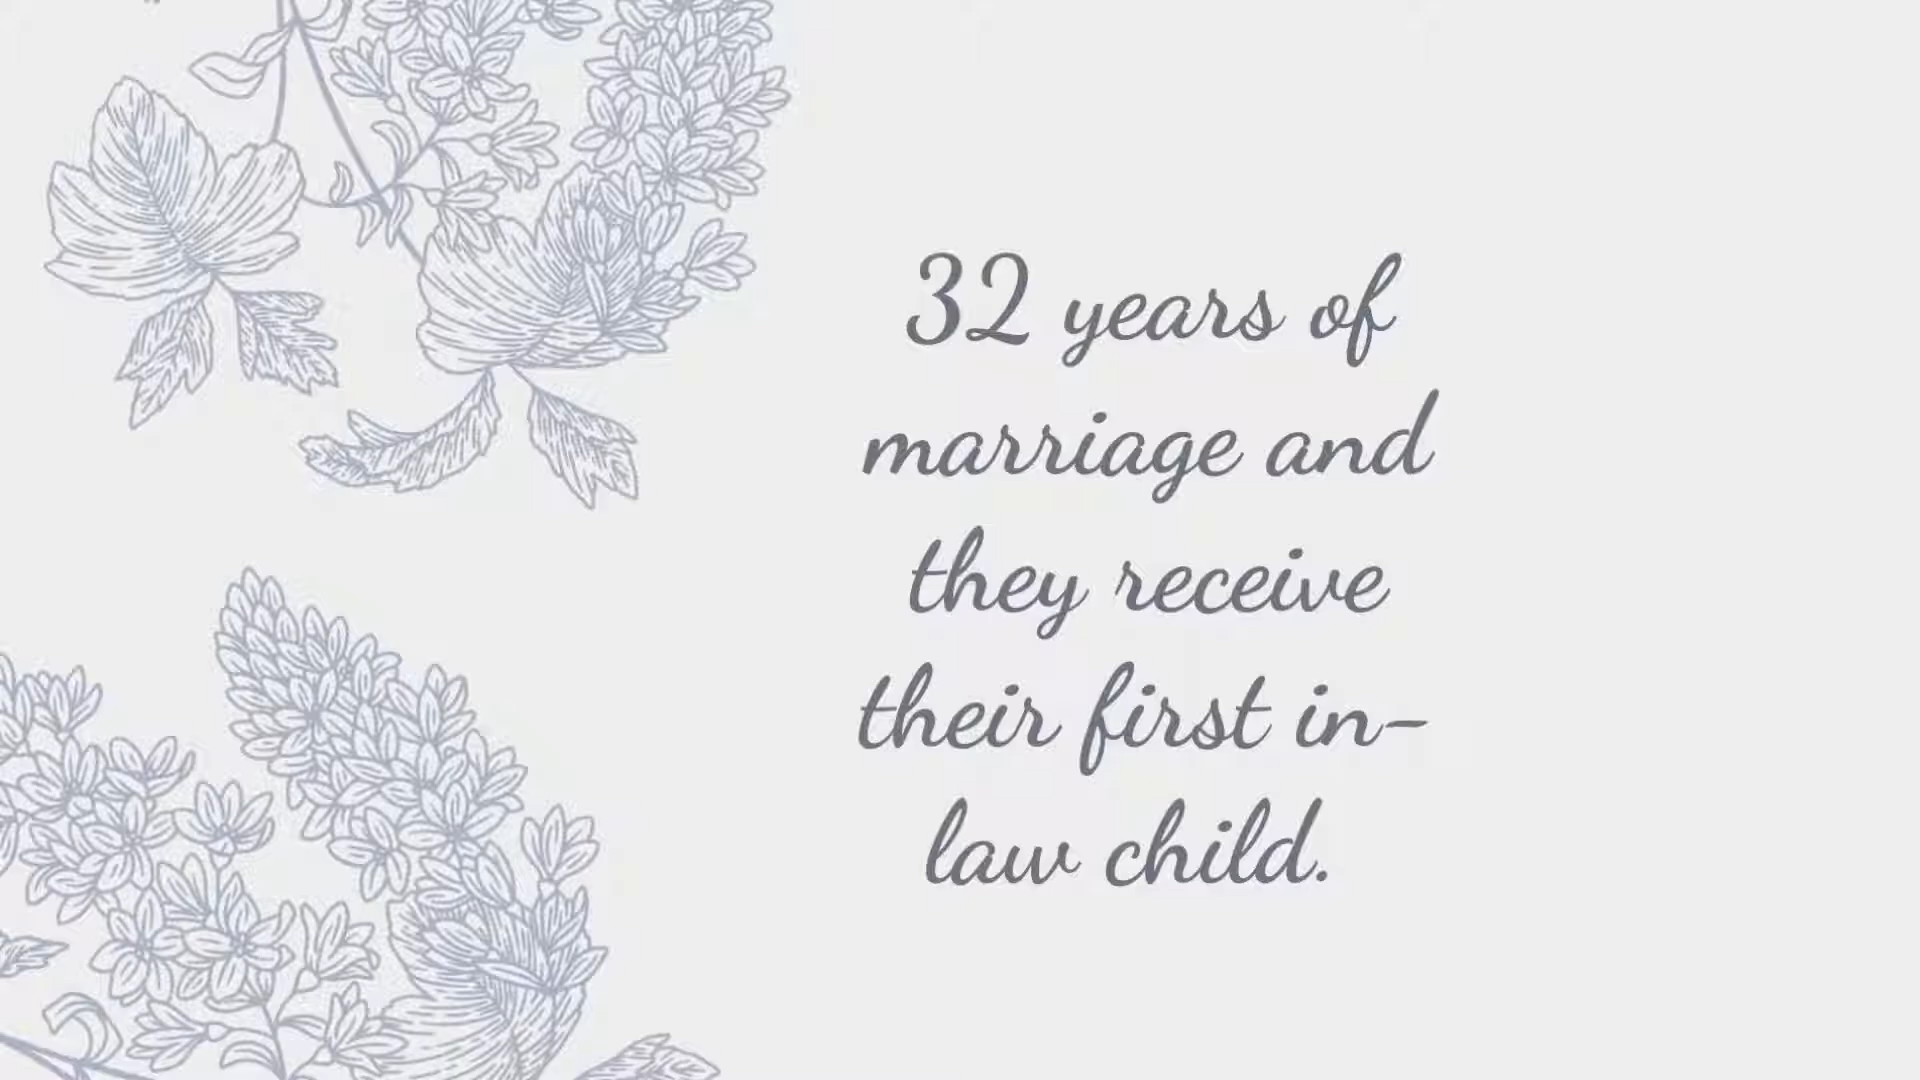 32 years of
marriage and
they receive
their first in-
law child.